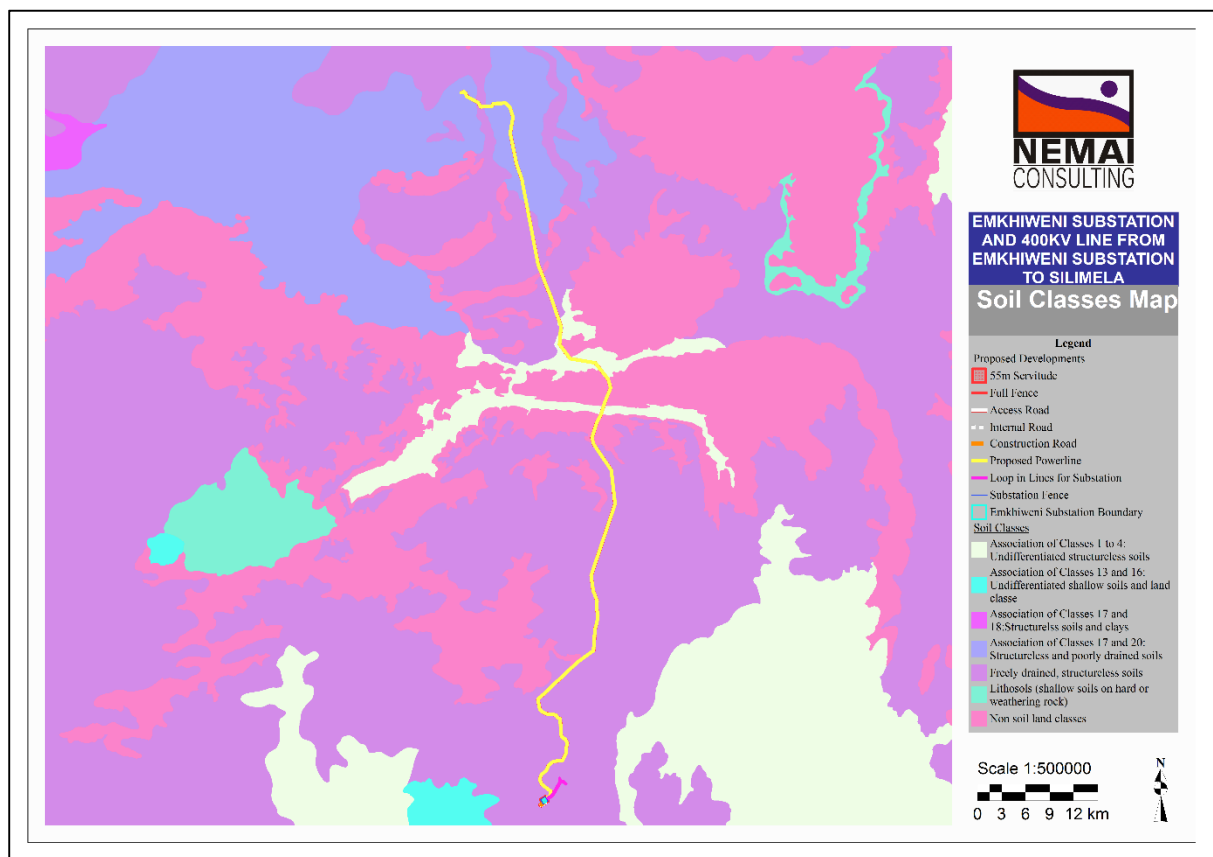 NEMAI
CONSULTING
EMKHIWENI SUBSTATION
AND 400KV LINE FROM
EMKHIWENI SUBSTATION
TO SILIMELA
Soil Classes Map
Legend
Proposed Developments
55m Servitude
Full Fence
Access Road
Internal Road
Construction Road
Proposed Powerline
Loop in Lines for Substation
Substation Fence
Emkhiweni Substation Boundary
Soil Classes
Association of Classes 1 to 4:
Undifferentiated structureless soils
Association of Classes 13 and 16:
Undifferentiated shallow soils and land
classe
Association of Classes 17 and
18:Structurelss soils and clays
Association of Classes 17 and 20:
Structureless and poorly drained soils
Freely drained, structureless soils
Lithosols (shallow soils on hard or
weathering rock)
Non soil land classes
Scale 1:500000
N
0 3 6 9 12 km